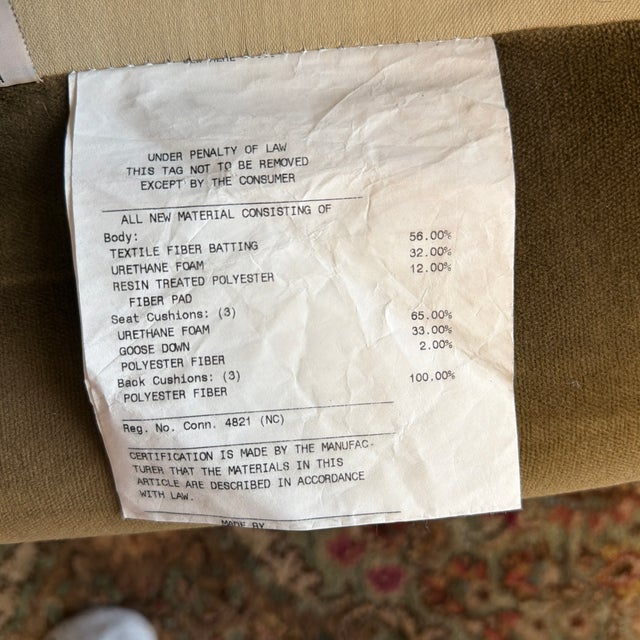 UNDER PENALTY OF LAW
THIS TAG NOT TO BE REMOVED
EXCEPT BY THE CONSUMER
ALL NEW MATERIAL CONSISTING OF
Body:
TEXTILE FIBER BATTING 56.00%
URETHANE FOAM 32.00%
RESIN TREATED POLYESTER 12.00%
FIBER PAD
Seat Cushions: (3)
URETHANE FOAM 65.00%
GOOSE DOWN 33.00%
POLYESTER FIBER 2.00%
Back Cushions: (3)
POLYESTER FIBER 100.00%
Reg. No. Conn. 4821 (NC)
CERTIFICATION IS MADE BY THE MANUFAC-
TURER THAT THE MATERIALS IN THIS
ARTICLE ARE DESCRIBED IN ACCORDANCE
WITH LAW.
MADE BY